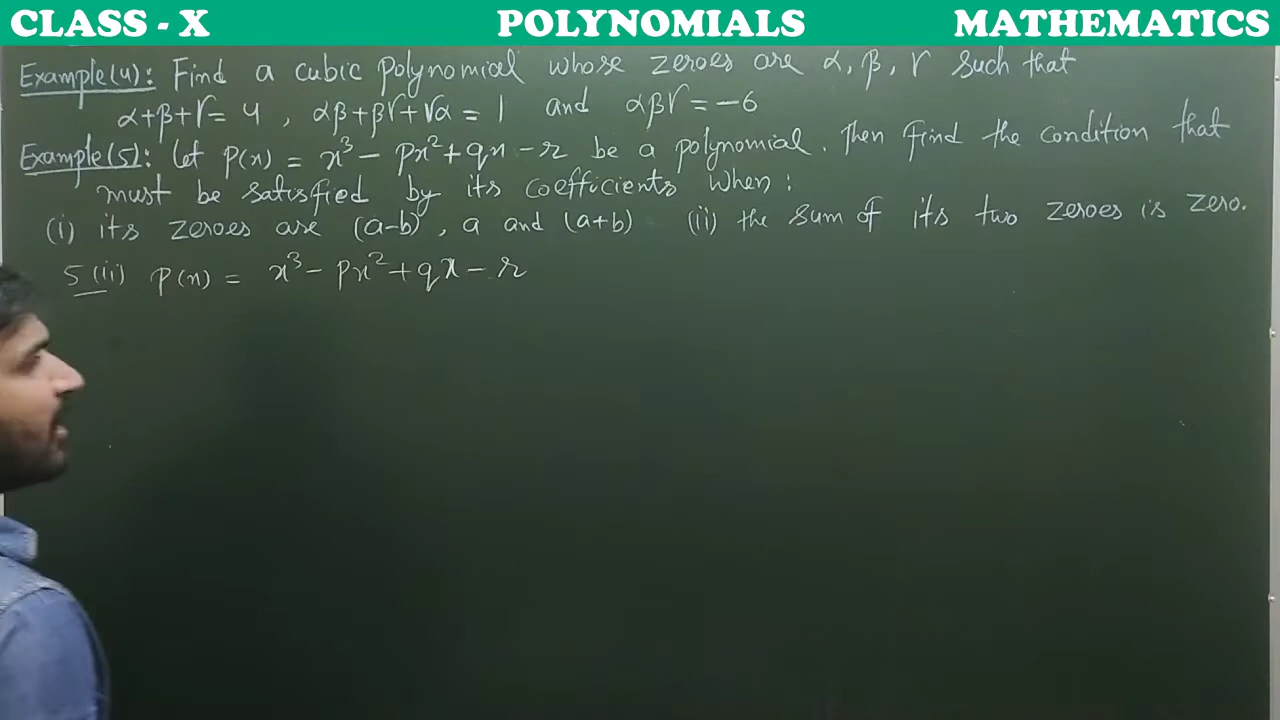 CLASS - X POLYNOMIALS MATHEMATICS
Example(4): Find a cubic polynomial whose zeroes are α, β, γ such that
α+β+γ = 4 , αβ+βγ+γα = 1 and αβγ = -6
Example(5): Let p(x) = x³ - px² + qx - r be a polynomial. Then find the condition that
must be satisfied by its coefficients when:
(i) its zeroes are (a-b), a and (a+b) (ii) the sum of its two zeroes is zero.
5 (ii) p(x) = x³ - px² + qx - r